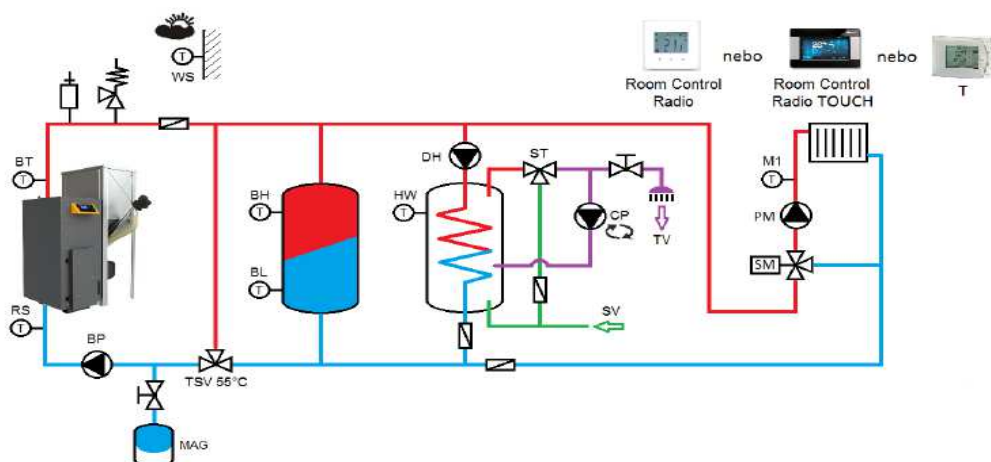 T
WS
nebo
nebo
Room Control
Radio
Room Control
Radio TOUCH
T
BT
T
DH
ST
M1
T
BH
T
HW
T
CP
TV
PM
BL
T
SM
RS
T
SV
BP
TSV 55°C
MAG